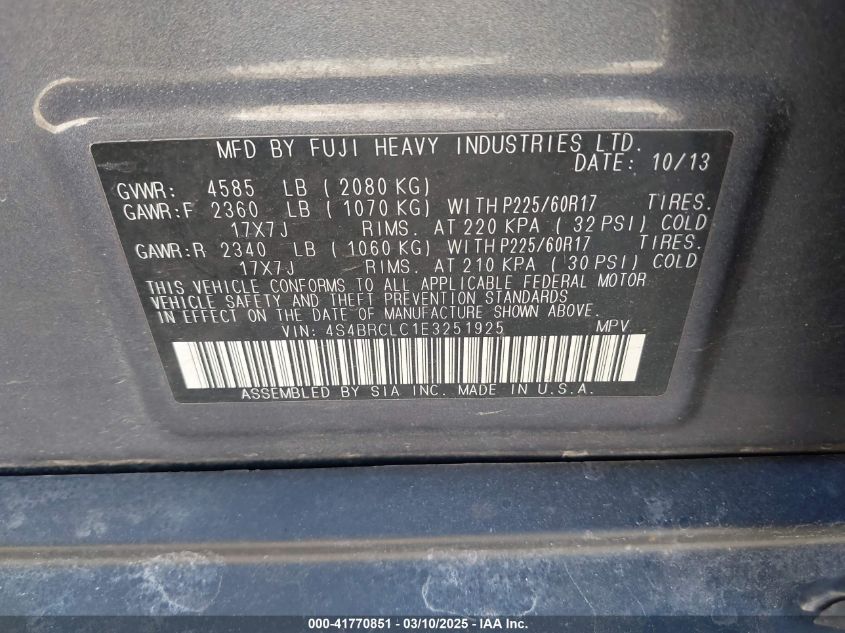 MFD BY FUJI HEAVY INDUSTRIES LTD.
DATE: 10/13
GVWR: 4585 LB (2080 KG)
GAWR:F 2360 LB (1070 KG) WITH P225/60R17 TIRES.
17X7J RIMS. AT 220 KPA (32 PSI) COLD
GAWR:R 2340 LB (1060 KG) WITH P225/60R17 TIRES.
17X7J RIMS. AT 210 KPA (30 PSI) COLD
THIS VEHICLE CONFORMS TO ALL APPLICABLE FEDERAL MOTOR
VEHICLE SAFETY AND THEFT PREVENTION STANDARDS
IN EFFECT ON THE DATE OF MANUFACTURE SHOWN ABOVE.
VIN: 4S4BRCLC1E3251925 MPV
ASSEMBLED BY SIA INC. MADE IN U.S.A.
000-41770851 - 03/10/2025 - IAA Inc.